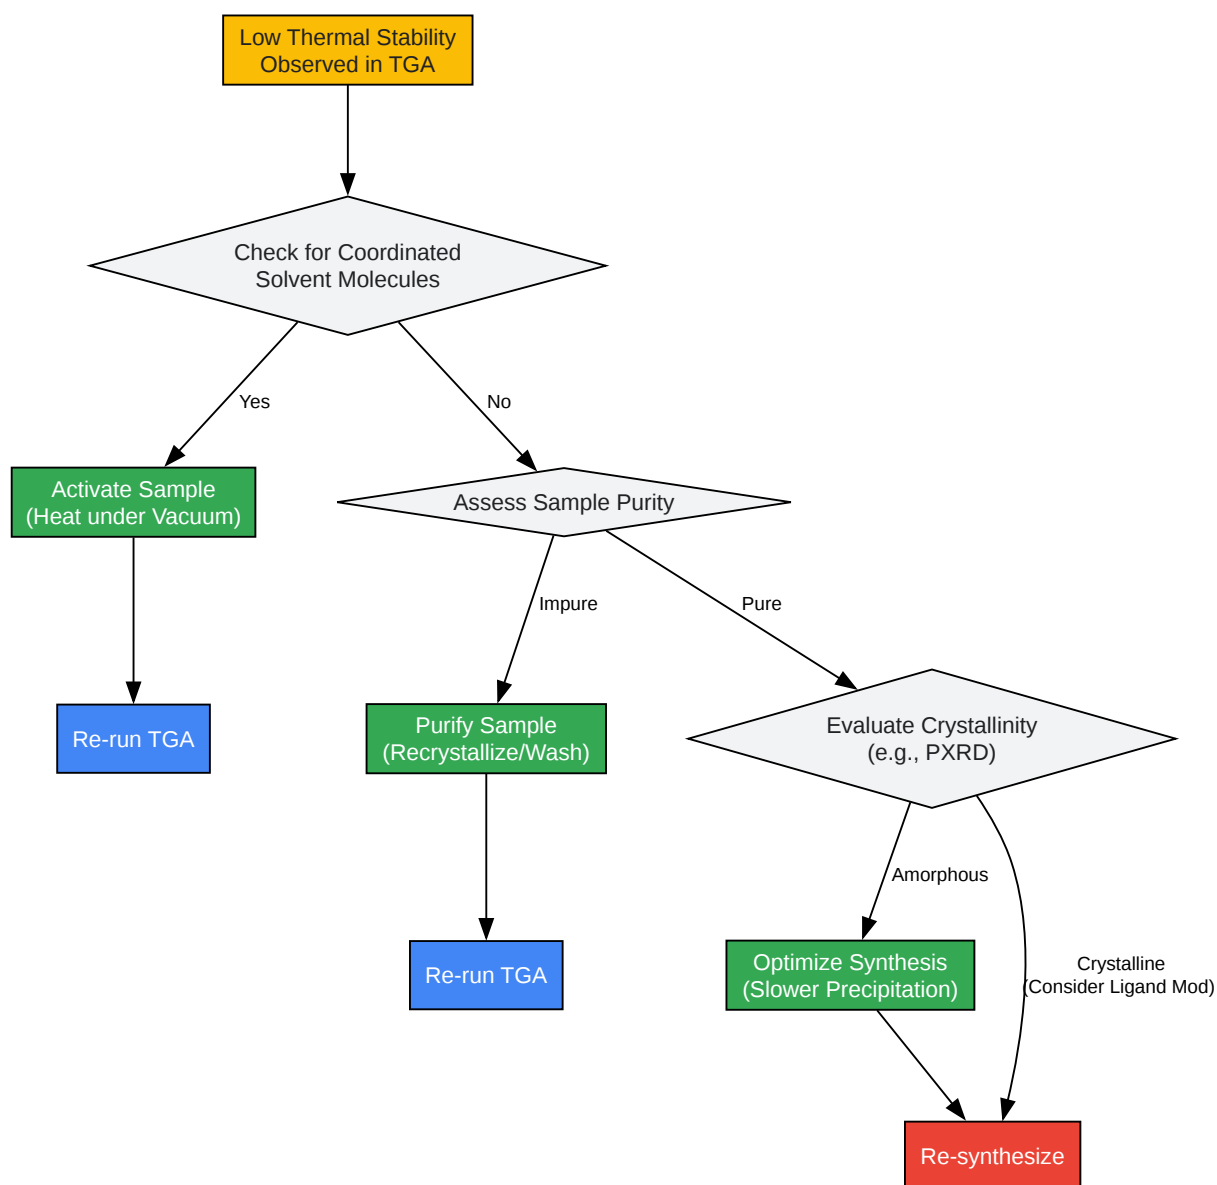 Low Thermal Stability
Observed in TGA
Check for Coordinated
Solvent Molecules
Yes
No
Activate Sample
(Heat under Vacuum)
Assess Sample Purity
Impure
Pure
Re-run TGA
Purify Sample
(Recrystallize/Wash)
Evaluate Crystallinity
(e.g., PXRD)
Amorphous
Re-run TGA
Optimize Synthesis
(Slower Precipitation)
Crystalline
(Consider Ligand Mod)
Re-synthesize